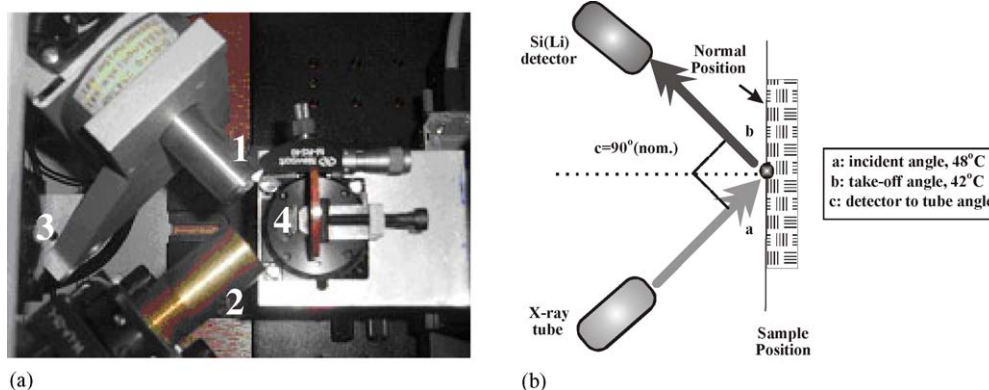 1
2
3
4
Newport
(a)
Si(Li)
detector
Normal
Position
b
c=90°(nom.)
a
a: incident angle, 48°C
b: take-off angle, 42°C
c: detector to tube angle
X-ray
tube
Sample
Position
(b)